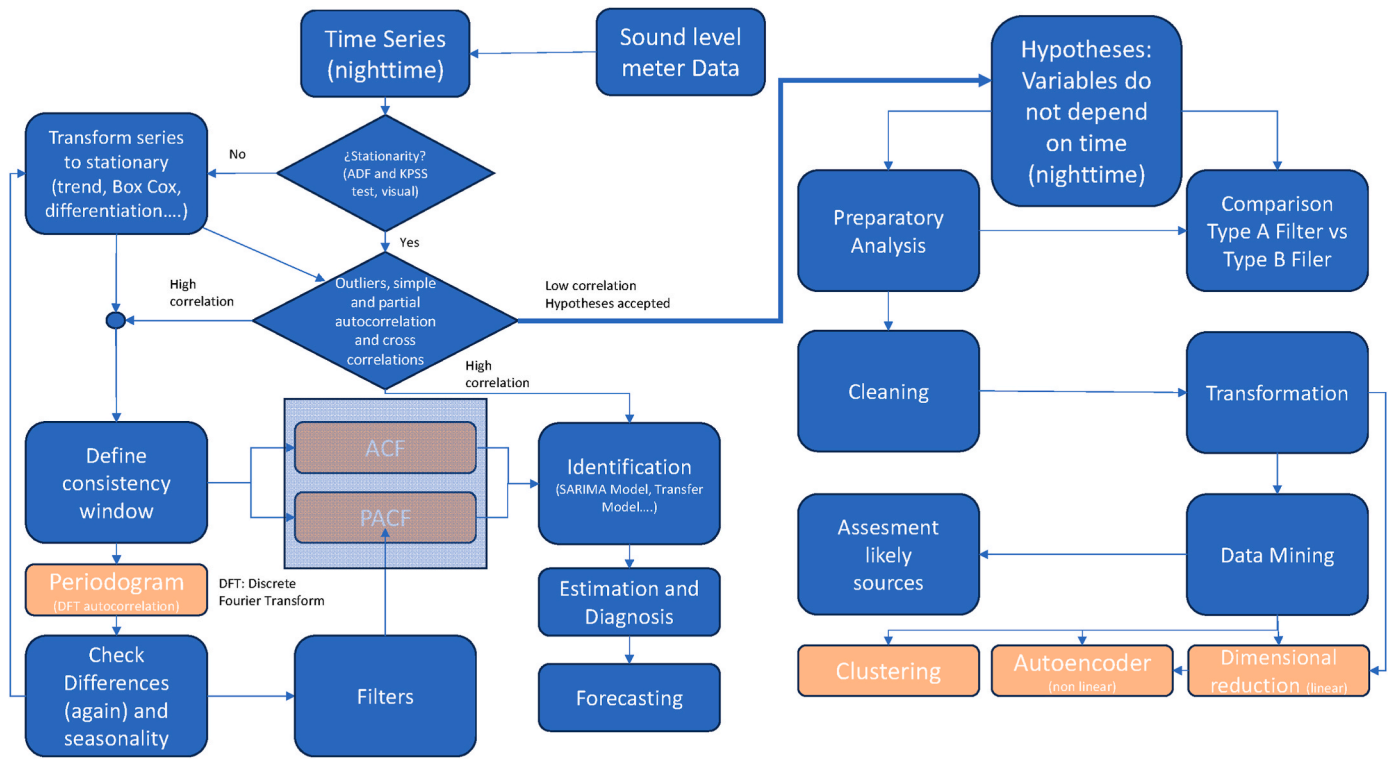 Time Series
(nighttime)
Sound level
meter Data
Hypotheses:
Variables do
not depend
on time
(nighttime)
Transform series
to stationary
(trend, Box Cox,
differentiation....)
No
¿Stationarity?
(ADF and KPSS
test, visual)
Yes
Preparatory
Analysis
Comparison
Type A Filter vs
Type B Filer
High
correlation
Outliers, simple
and partial
autocorrelation
and cross
correlations
Low correlation
Hypotheses accepted
High
correlation
Cleaning
Transformation
Define
consistency
window
ACF
PACF
Identification
(SARIMA Model, Transfer
Model....)
Assesment
likely
sources
Data Mining
Periodogram
(DFT autocorrelation)
DFT: Discrete
Fourier Transform
Estimation and
Diagnosis
Check
Differences
(again) and
seasonality
Filters
Forecasting
Clustering
Autoencoder
(non linear)
Dimensional
reduction (linear)